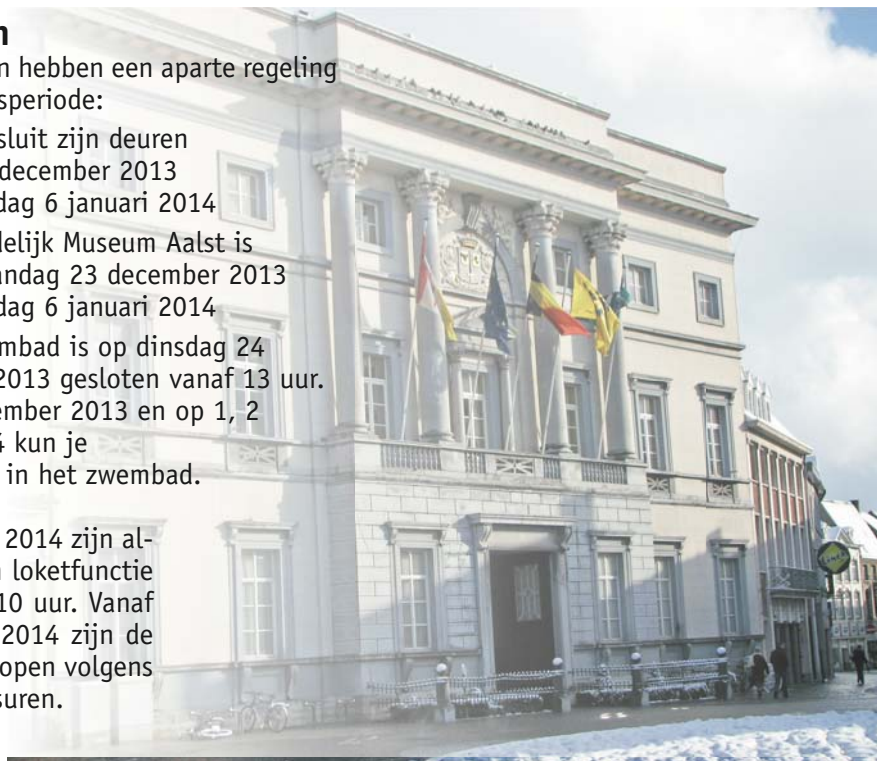 n
n hebben een aparte regeling
speriode:
sluit zijn deuren
december 2013
dag 6 januari 2014
delijk Museum Aalst is
andag 23 december 2013
dag 6 januari 2014
mbad is op dinsdag 24
2013 gesloten vanaf 13 uur.
ember 2013 en op 1, 2
4 kun je
in het zwembad.
2014 zijn al-
n loketfunctie
10 uur. Vanaf
2014 zijn de
open volgens
suren.